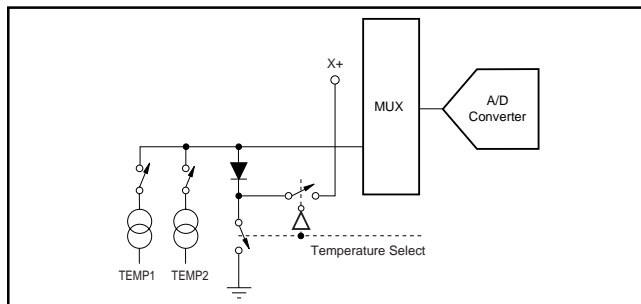 X+
MUX
A/D
Converter
Temperature Select
TEMP1
TEMP2